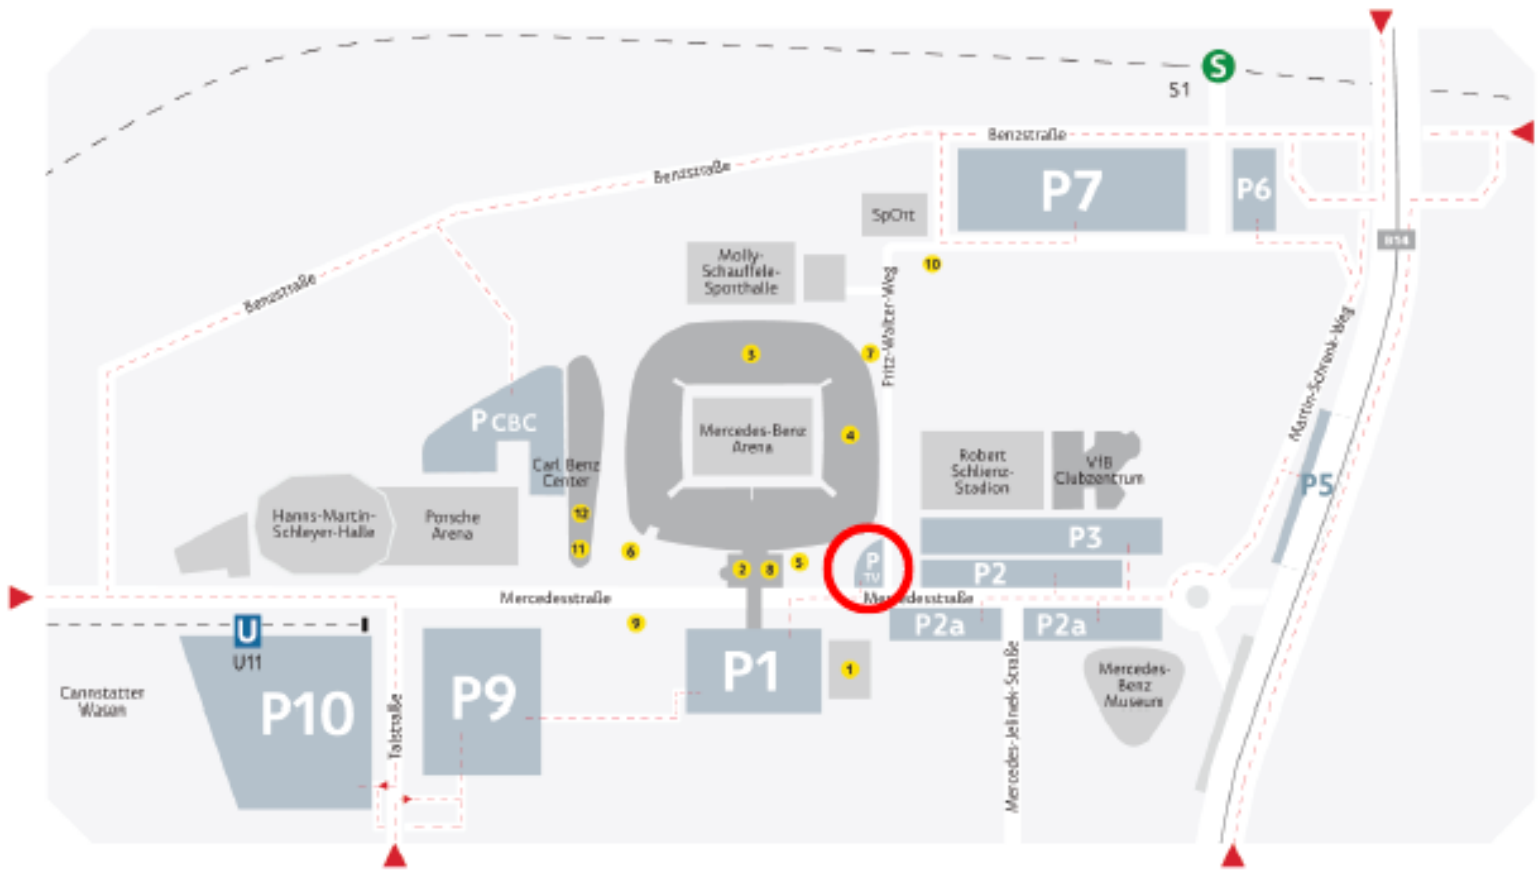 S
S1
Benzstraße
Benzstraße
Benzstraße
P7
P6
SpOrt
B14
Molly-
Schauffele-
Sporthalle
10
Fritz-Walter-Weg
3
7
Martin-Schrenk-Weg
P CBC
Mercedes-Benz
Arena
4
Carl Benz
Center
Robert
Schlienz-
Stadion
VfB
Clubzentrum
P5
Hanns-Martin-
Schleyer-Halle
Porsche
Arena
12
11
6
P3
P
TV
P2
2
8
5
Mercedesstraße
Mercedesstraße
9
P2a
P2a
U
U11
P10
P9
P1
1
Cannstatter
Wasen
Talstraße
Mercedes-Jelinek-Straße
Mercedes-
Benz
Museum